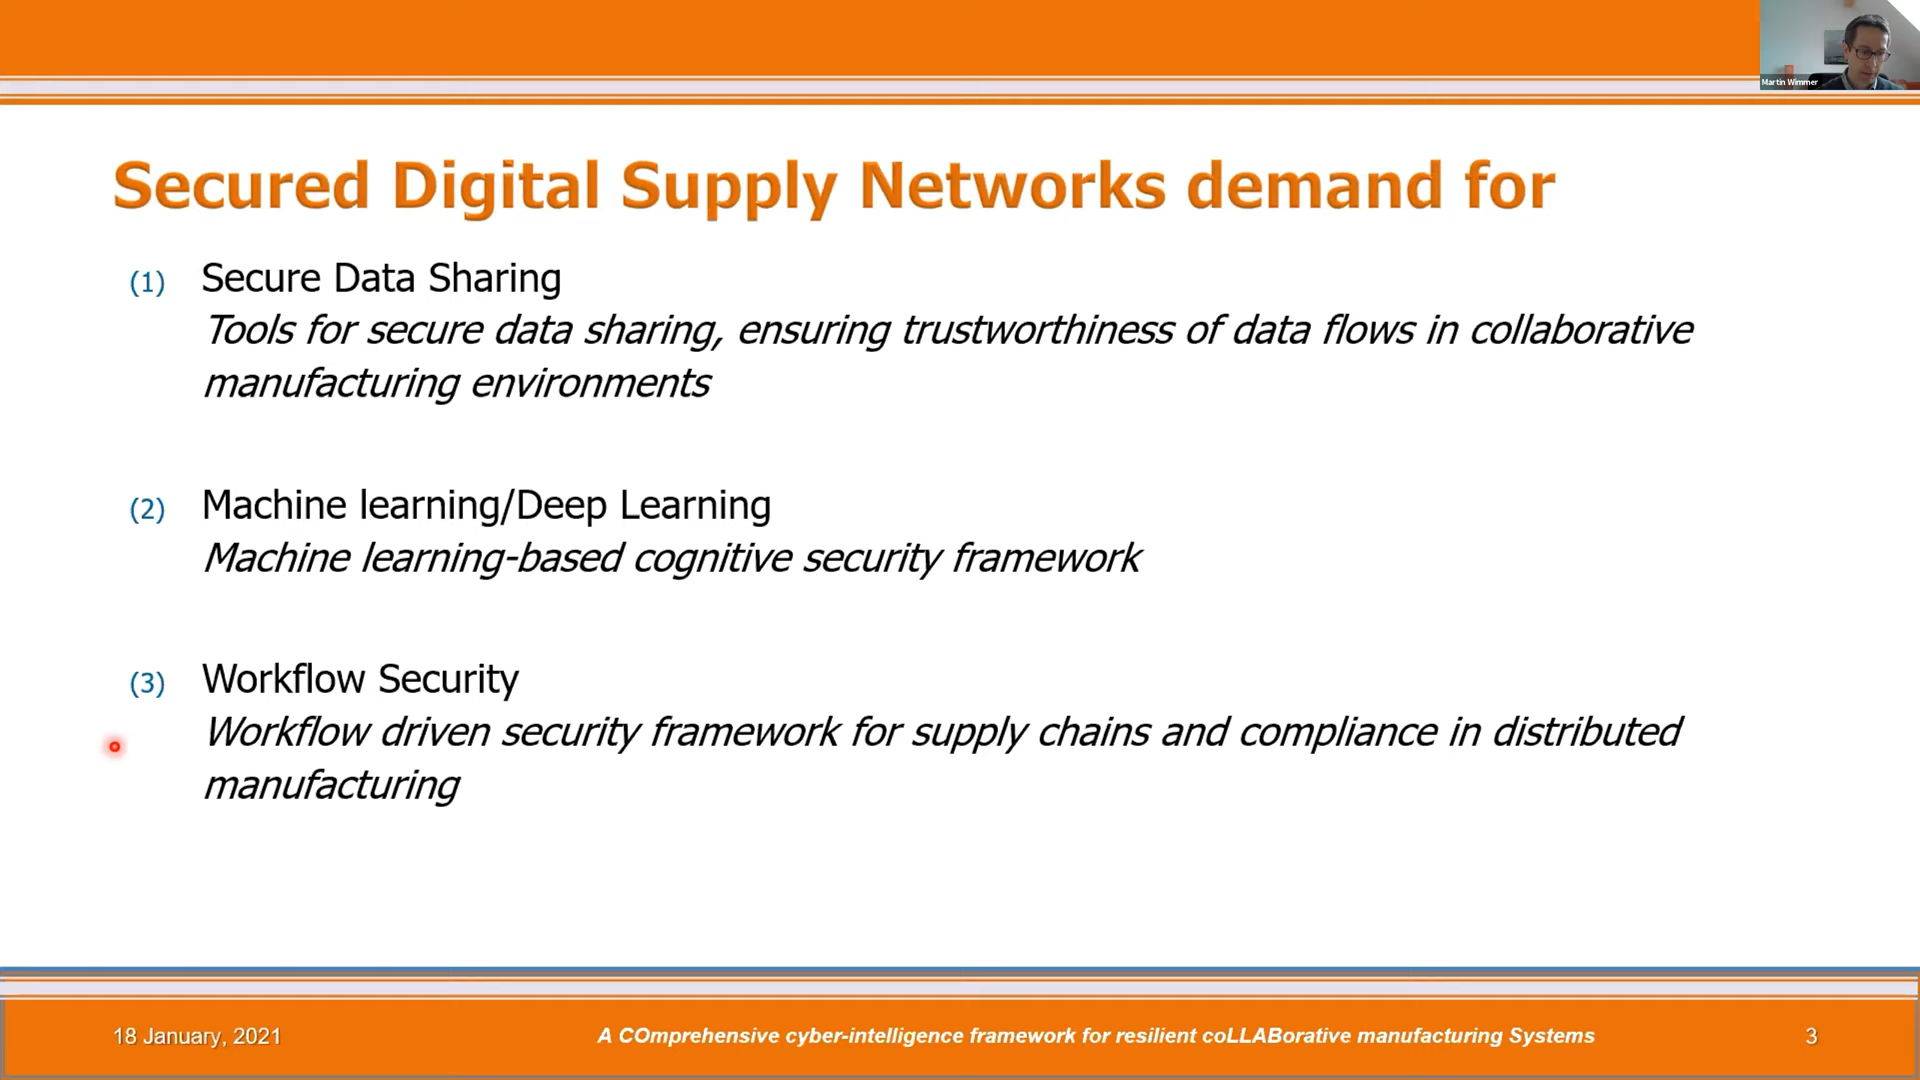 Martin Wimmer
Secured Digital Supply Networks demand for
(1) Secure Data Sharing
Tools for secure data sharing, ensuring trustworthiness of data flows in collaborative
manufacturing environments
(2) Machine learning/Deep Learning
Machine learning-based cognitive security framework
(3) Workflow Security
Workflow driven security framework for supply chains and compliance in distributed
manufacturing
18 January, 2021
A COmprehensive cyber-intelligence framework for resilient coLLABorative manufacturing Systems
3